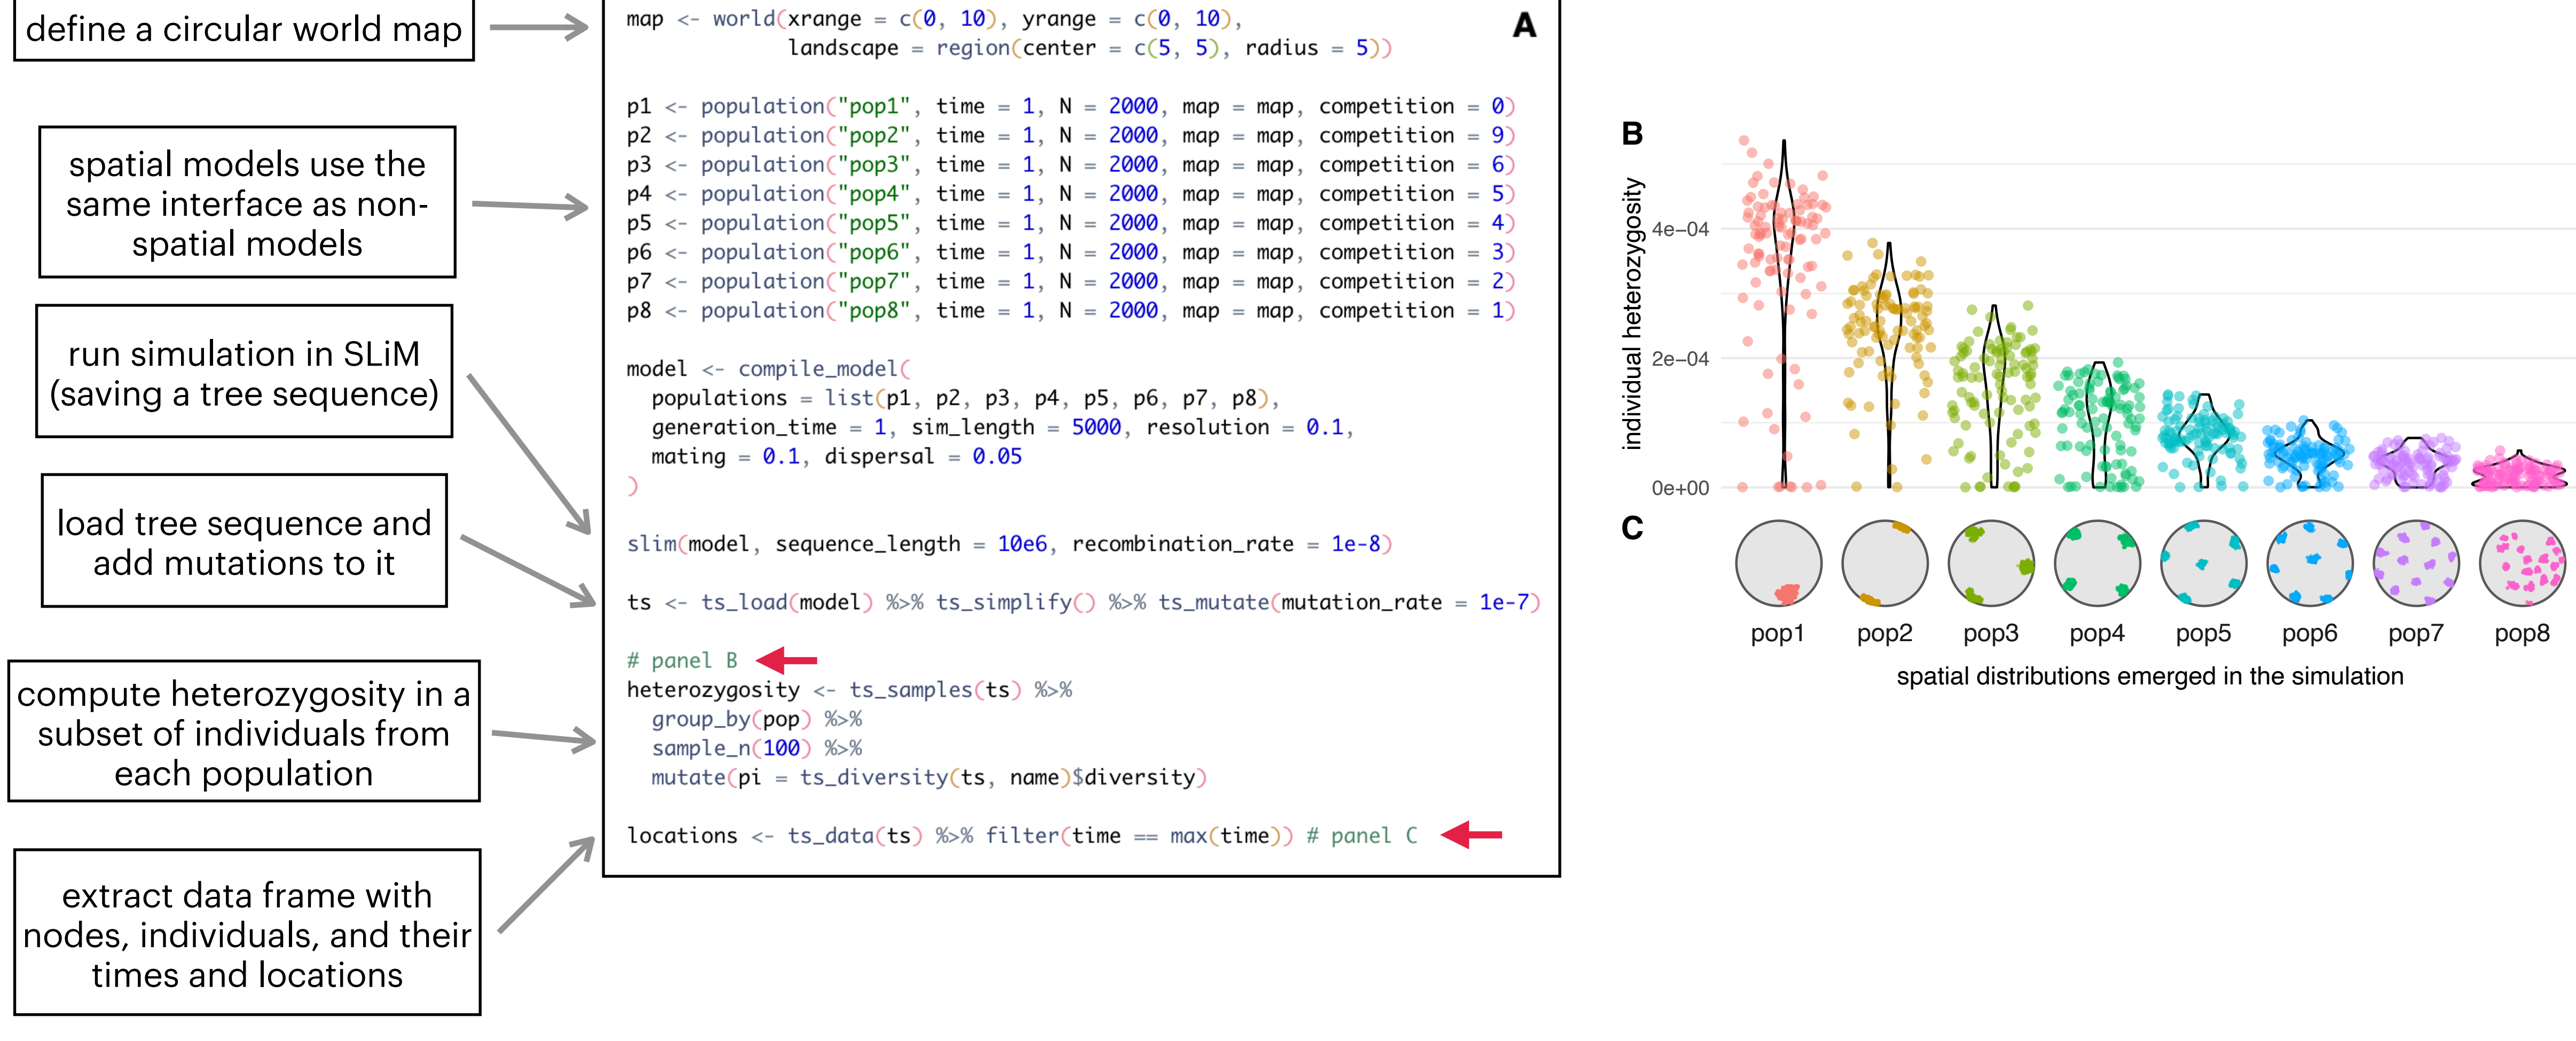 define a circular world map
spatial models use the
same interface as non-
spatial models
run simulation in SLiM
(saving a tree sequence)
load tree sequence and
add mutations to it
compute heterozygosity in a
subset of individuals from
each population
extract data frame with
nodes, individuals, and their
times and locations
A
map <- world(xrange = c(0, 10), yrange = c(0, 10),
landscape = region(center = c(5, 5), radius = 5))
p1 <- population("pop1", time = 1, N = 2000, map = map, competition = 0)
p2 <- population("pop2", time = 1, N = 2000, map = map, competition = 9)
p3 <- population("pop3", time = 1, N = 2000, map = map, competition = 6)
p4 <- population("pop4", time = 1, N = 2000, map = map, competition = 5)
p5 <- population("pop5", time = 1, N = 2000, map = map, competition = 4)
p6 <- population("pop6", time = 1, N = 2000, map = map, competition = 3)
p7 <- population("pop7", time = 1, N = 2000, map = map, competition = 2)
p8 <- population("pop8", time = 1, N = 2000, map = map, competition = 1)
model <- compile_model(
populations = list(p1, p2, p3, p4, p5, p6, p7, p8),
generation_time = 1, sim_length = 5000, resolution = 0.1,
mating = 0.1, dispersal = 0.05
)
slim(model, sequence_length = 10e6, recombination_rate = 1e-8)
ts <- ts_load(model) %>% ts_simplify() %>% ts_mutate(mutation_rate = 1e-7)
# panel B
heterozygosity <- ts_samples(ts) %>%
group_by(pop) %>%
sample_n(100) %>%
mutate(pi = ts_diversity(ts, name)$diversity)
locations <- ts_data(ts) %>% filter(time == max(time)) # panel C
B
individual heterozygosity
4e−04
2e−04
0e+00
C
pop1 pop2 pop3 pop4 pop5 pop6 pop7 pop8
spatial distributions emerged in the simulation